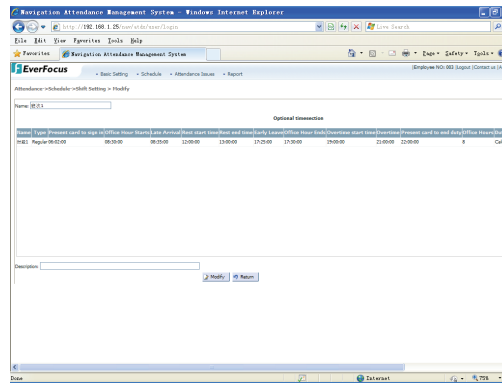 Navigation Attendance Management System - Windows Internet Explorer
http://192.168.1.25/nav/stds/user/login
Live Search
File Edit View Favorites Tools Help
Favorites Navigation Attendance Management System Page Safety Tools
EverFocus
Employee NO: 003 |Logout |Contact us |A
Basic Setting Schedule Attendance Issues Report
Attendance->Schedule->Shift Setting > Modify
Name:
Optional timesection
Name Type Present card to sign in Office Hour Starts Late Arrival Rest start time Rest end time Early Leave Office Hour Ends Overtime start time Overtime Present card to end duty Office Hours
Regular 06:02:00 08:30:00 08:35:00 12:00:00 13:00:00 17:25:00 17:30:00 19:00:00 21:00:00 22:00:00 8 Cal
Description:
Modify Return
Done Internet 75%